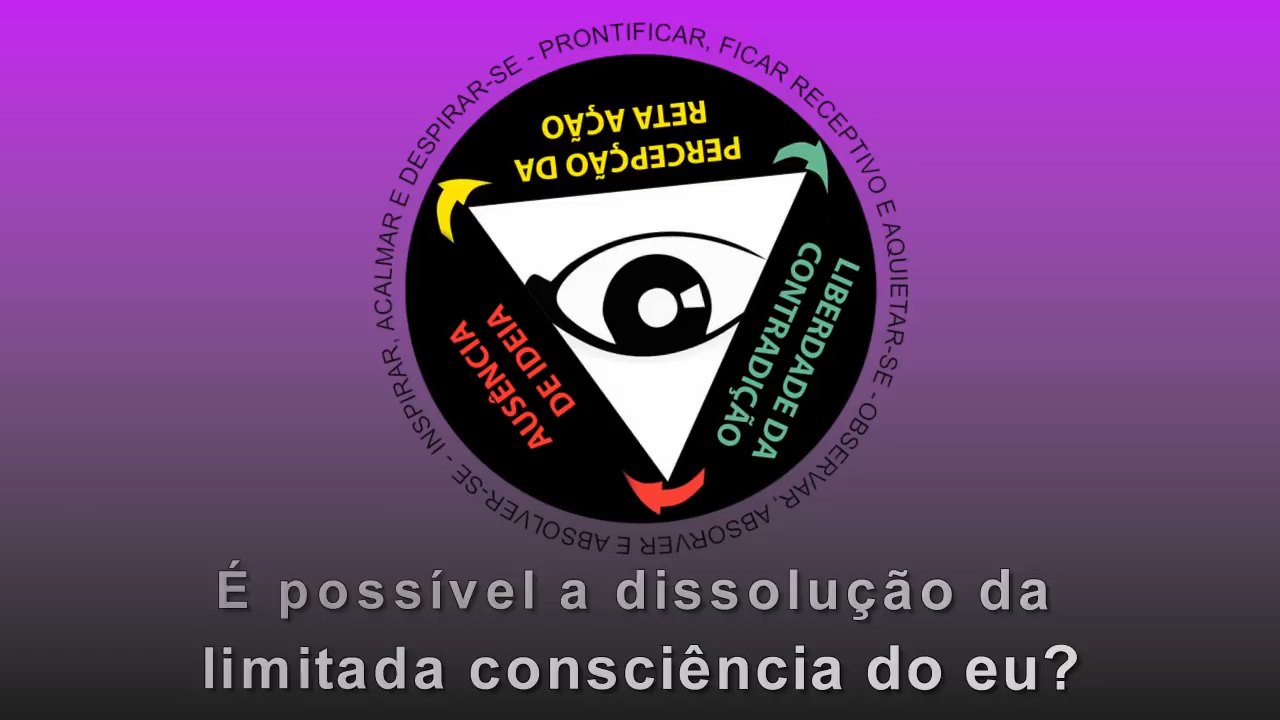 PRONTIFICAR, FICAR RECEPTIVO E AQUIETAR-SE - OBSERVAR, ABSORVER E ABSOLVER-SE - INSPIRAR, ACALMAR E DESPIRAR-SE -
PERCEPÇÃO DA
RETA AÇÃO
LIBERDADE DA
CONTRADIÇÃO
AUSÊNCIA
DE IDEIA
É possível a dissolução da
limitada consciência do eu?